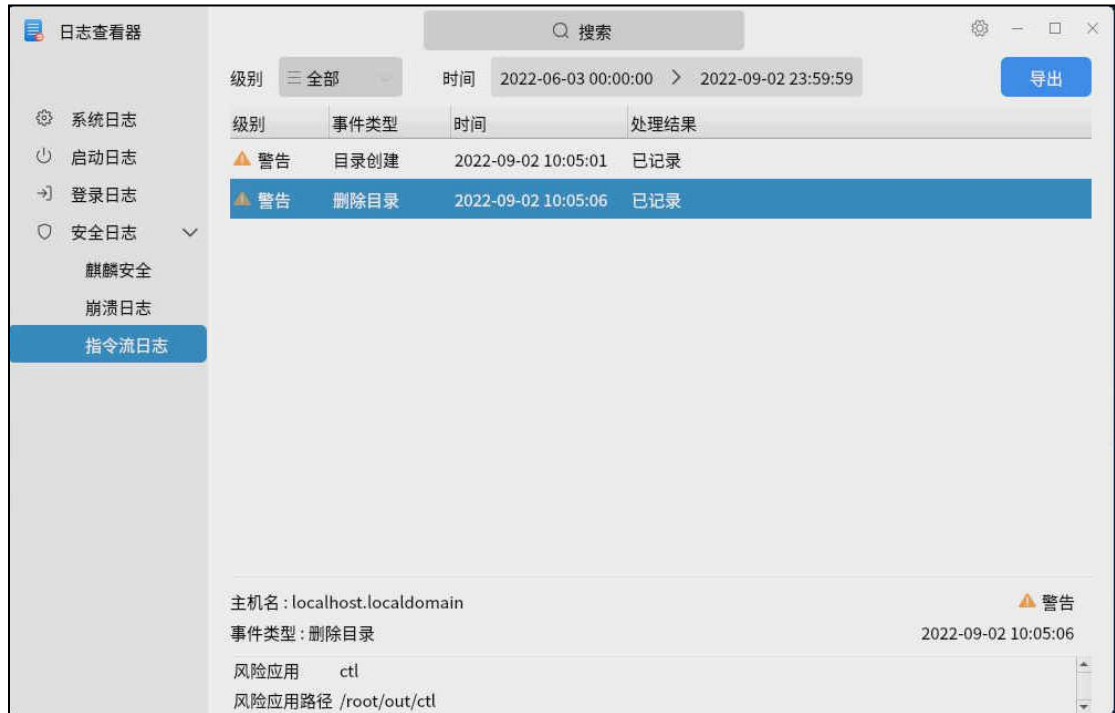 日志查看器
搜索
级别 全部 时间 2022-06-03 00:00:00 > 2022-09-02 23:59:59 导出
系统日志
启动日志
登录日志
安全日志
麒麟安全
崩溃日志
指令流日志
级别 事件类型 时间 处理结果
警告 目录创建 2022-09-02 10:05:01 已记录
警告 删除目录 2022-09-02 10:05:06 已记录
主机名 : localhost.localdomain 警告
事件类型 : 删除目录 2022-09-02 10:05:06
风险应用 ctl
风险应用路径 /root/out/ctl